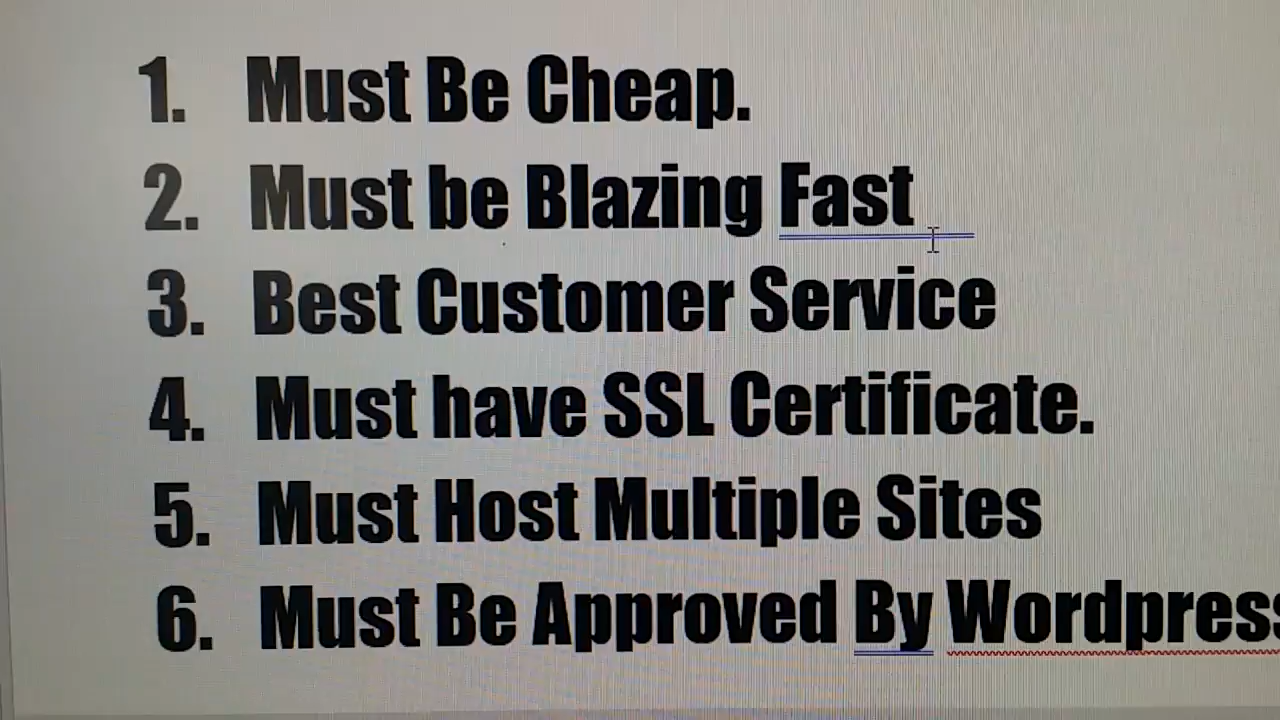 1. Must Be Cheap.
2. Must be Blazing Fast
3. Best Customer Service
4. Must have SSL Certificate.
5. Must Host Multiple Sites
6. Must Be Approved By Wordpress